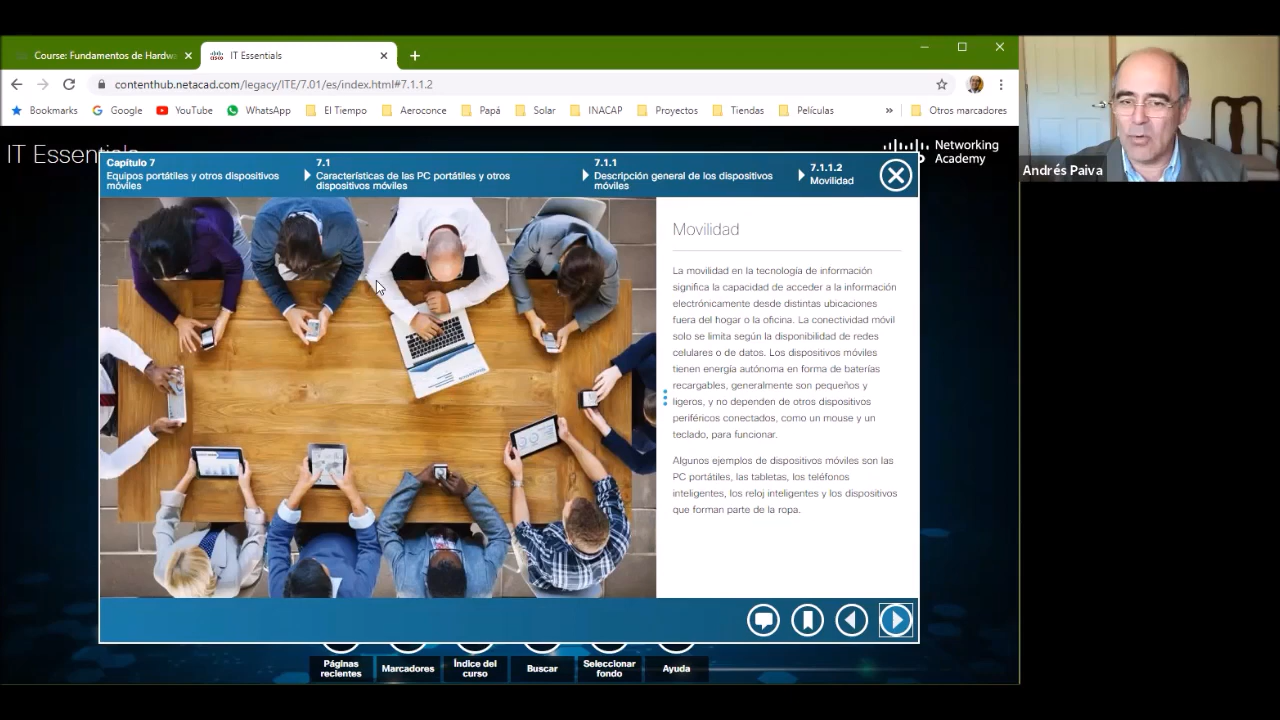 Course: Fundamentos de Hardwa
IT Essentials
contenthub.netacad.com/legacy/ITE/7.01/es/index.html#7.1.1.2
Bookmarks Google YouTube WhatsApp El Tiempo Aeroconce Papá Solar INACAP Proyectos Tiendas Películas » Otros marcadores
IT Essentials
Networking
Academy
Capítulo 7
Equipos portátiles y otros dispositivos
móviles
7.1
Características de las PC portátiles y otros
dispositivos móviles
7.1.1
Descripción general de los dispositivos
móviles
7.1.1.2
Movilidad
Andrés Paiva
Movilidad
La movilidad en la tecnología de información
significa la capacidad de acceder a la información
electrónicamente desde distintas ubicaciones
fuera del hogar o la oficina. La conectividad móvil
solo se limita según la disponibilidad de redes
celulares o de datos. Los dispositivos móviles
tienen energía autónoma en forma de baterías
recargables, generalmente son pequeños y
ligeros, y no dependen de otros dispositivos
periféricos conectados, como un mouse y un
teclado, para funcionar.
Algunos ejemplos de dispositivos móviles son las
PC portátiles, las tabletas, los teléfonos
inteligentes, los reloj inteligentes y los dispositivos
que forman parte de la ropa.
Páginas
recientes
Marcadores
Índice del
curso
Buscar
Seleccionar
fondo
Ayuda